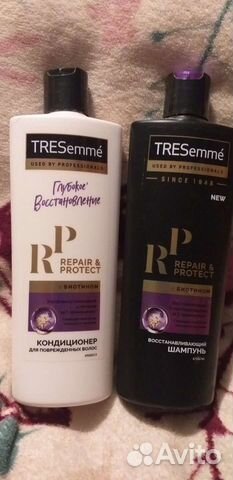 TRESemmé
USED BY PROFESSIONALS
Глубокое
Восстановление
RP
REPAIR &
PROTECT
С БИОТИНОМ
КОНДИЦИОНЕР
ДЛЯ ПОВРЕЖДЕННЫХ ВОЛОС
TRESemmé
USED BY PROFESSIONALS
SINCE 1948
NEW
RP
REPAIR &
PROTECT
С БИОТИНОМ
ВОССТАНАВЛИВАЮЩИЙ
ШАМПУНЬ
Avito